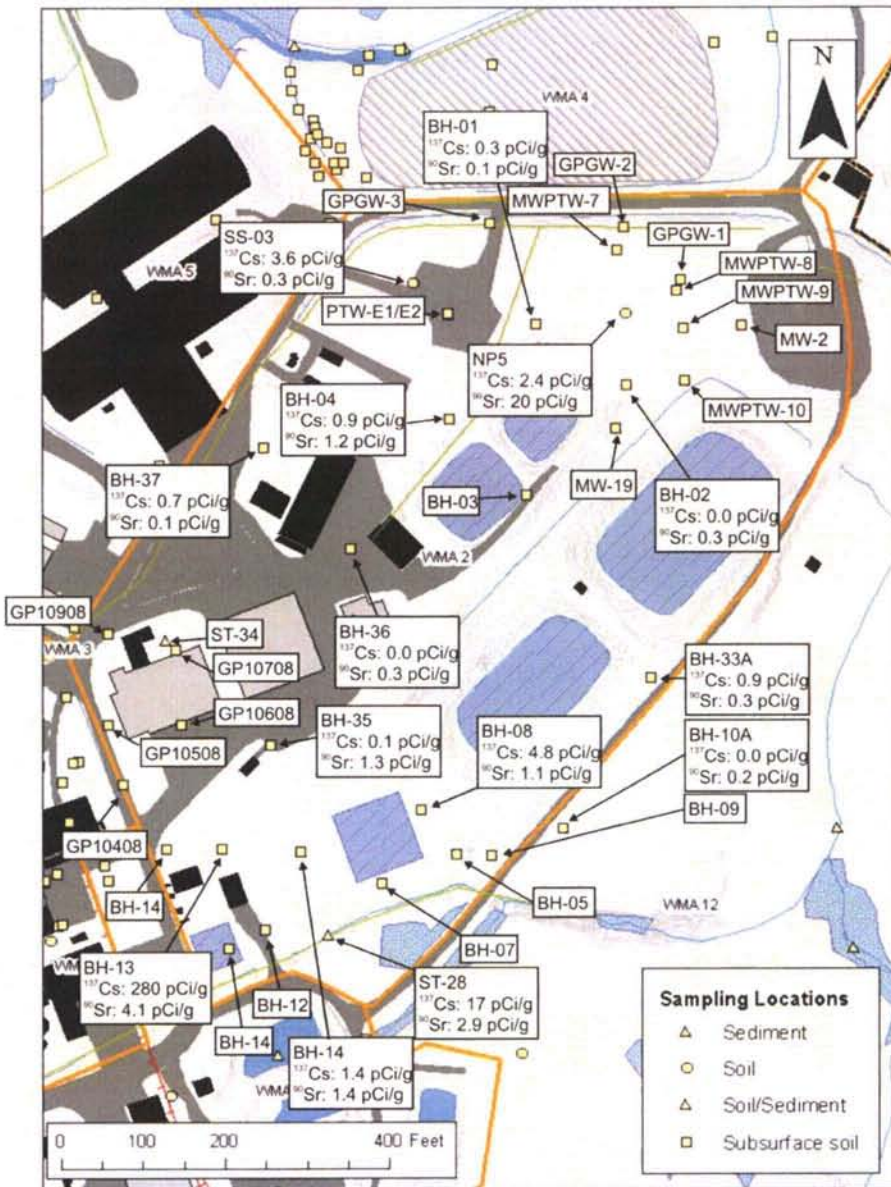 N
WMA 4
BH-01
¹³⁷Cs: 0.3 pCi/g
⁹⁰Sr: 0.1 pCi/g
GPGW-2
MWPTW-7
GPGW-3
GPGW-1
SS-03
¹³⁷Cs: 3.6 pCi/g
⁹⁰Sr: 0.3 pCi/g
WMA 5
MWPTW-8
MWPTW-9
PTW-E1/E2
MW-2
NP5
¹³⁷Cs: 2.4 pCi/g
⁹⁰Sr: 20 pCi/g
BH-04
¹³⁷Cs: 0.9 pCi/g
⁹⁰Sr: 1.2 pCi/g
MWPTW-10
BH-37
¹³⁷Cs: 0.7 pCi/g
⁹⁰Sr: 0.1 pCi/g
MW-19
BH-02
¹³⁷Cs: 0.0 pCi/g
⁹⁰Sr: 0.3 pCi/g
BH-03
WMA 2
GP10908
ST-34
WMA 3
GP10708
BH-36
¹³⁷Cs: 0.0 pCi/g
⁹⁰Sr: 0.3 pCi/g
BH-33A
¹³⁷Cs: 0.9 pCi/g
⁹⁰Sr: 0.3 pCi/g
GP10608
GP10508
BH-35
¹³⁷Cs: 0.1 pCi/g
⁹⁰Sr: 1.3 pCi/g
BH-08
¹³⁷Cs: 4.8 pCi/g
⁹⁰Sr: 1.1 pCi/g
BH-10A
¹³⁷Cs: 0.0 pCi/g
⁹⁰Sr: 0.2 pCi/g
BH-09
GP10408
BH-14
BH-05
WMA 12
BH-07
BH-13
¹³⁷Cs: 280 pCi/g
⁹⁰Sr: 4.1 pCi/g
BH-14
BH-12
ST-28
¹³⁷Cs: 17 pCi/g
⁹⁰Sr: 2.9 pCi/g
BH-14
¹³⁷Cs: 1.4 pCi/g
⁹⁰Sr: 1.4 pCi/g
Sampling Locations
Sediment
Soil
Soil/Sediment
Subsurface soil
0 100 200 400 Feet